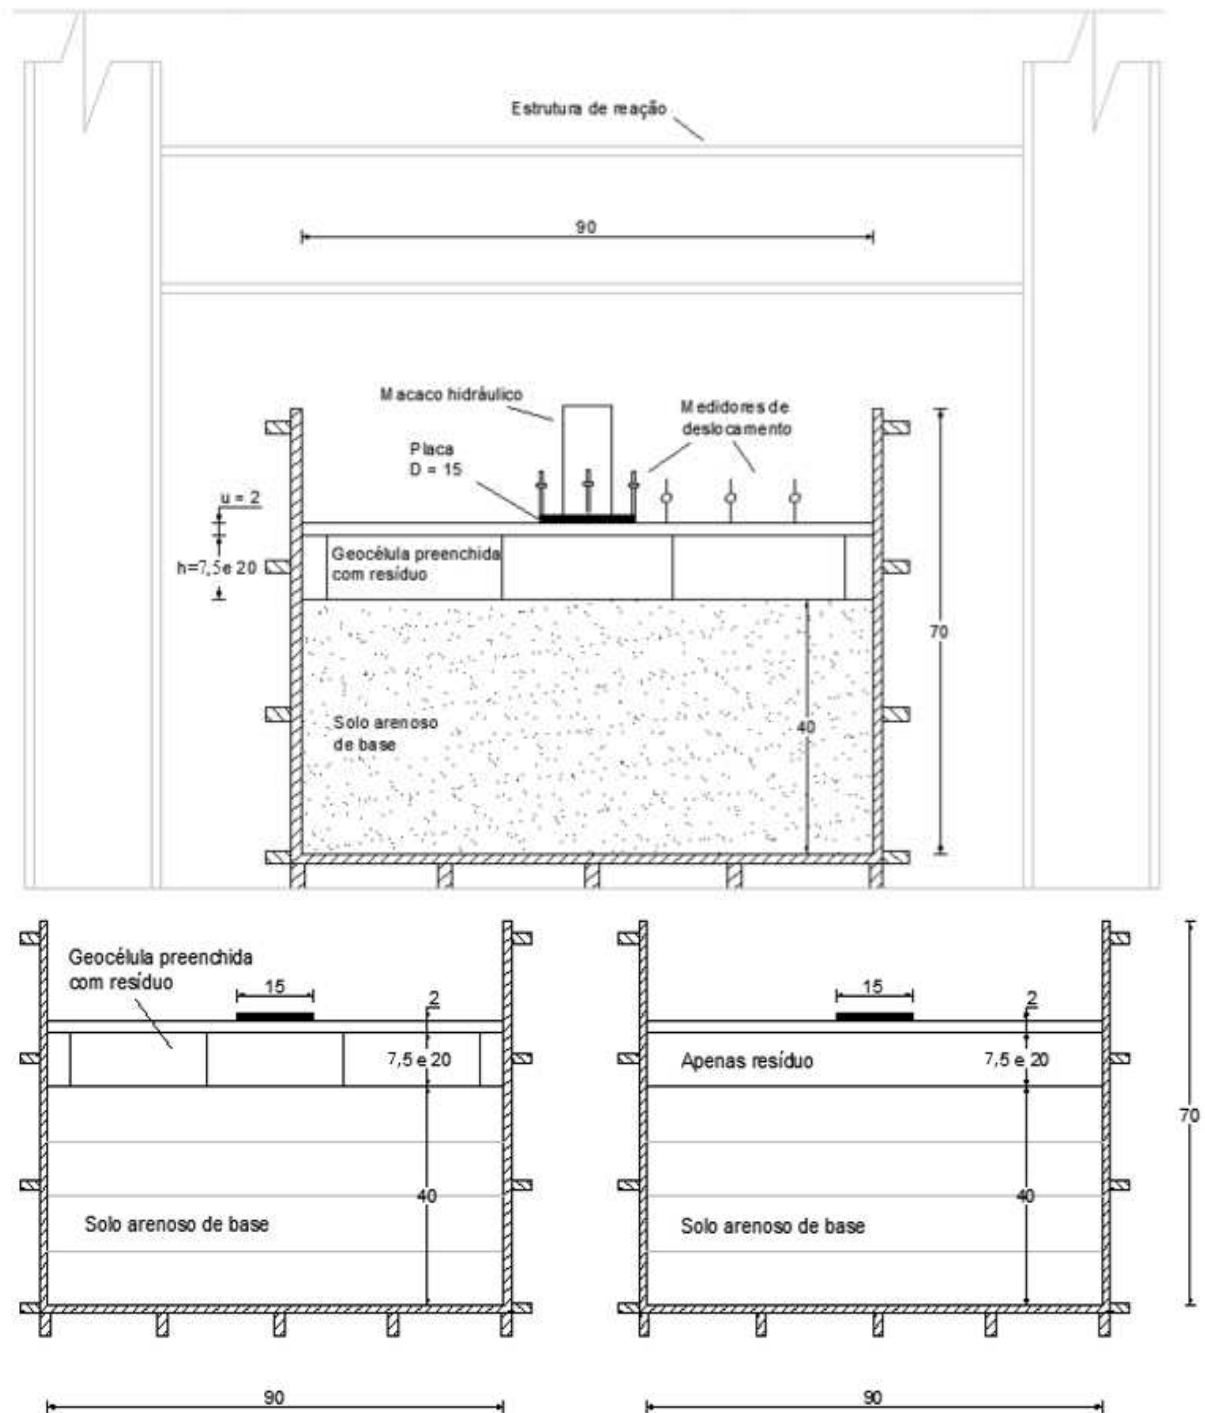 Estrutura de reação
90
Macaco hidráulico
Medidores de
deslocamento
Placa
D = 15
u = 2
h=7,5e 20
Geocélula preenchida
com resíduo
70
Solo arenoso
de base
40
Geocélula preenchida
com resíduo
15
2
7,5 e 20
40
Solo arenoso de base
90
15
2
Apenas resíduo
7,5 e 20
70
40
Solo arenoso de base
90